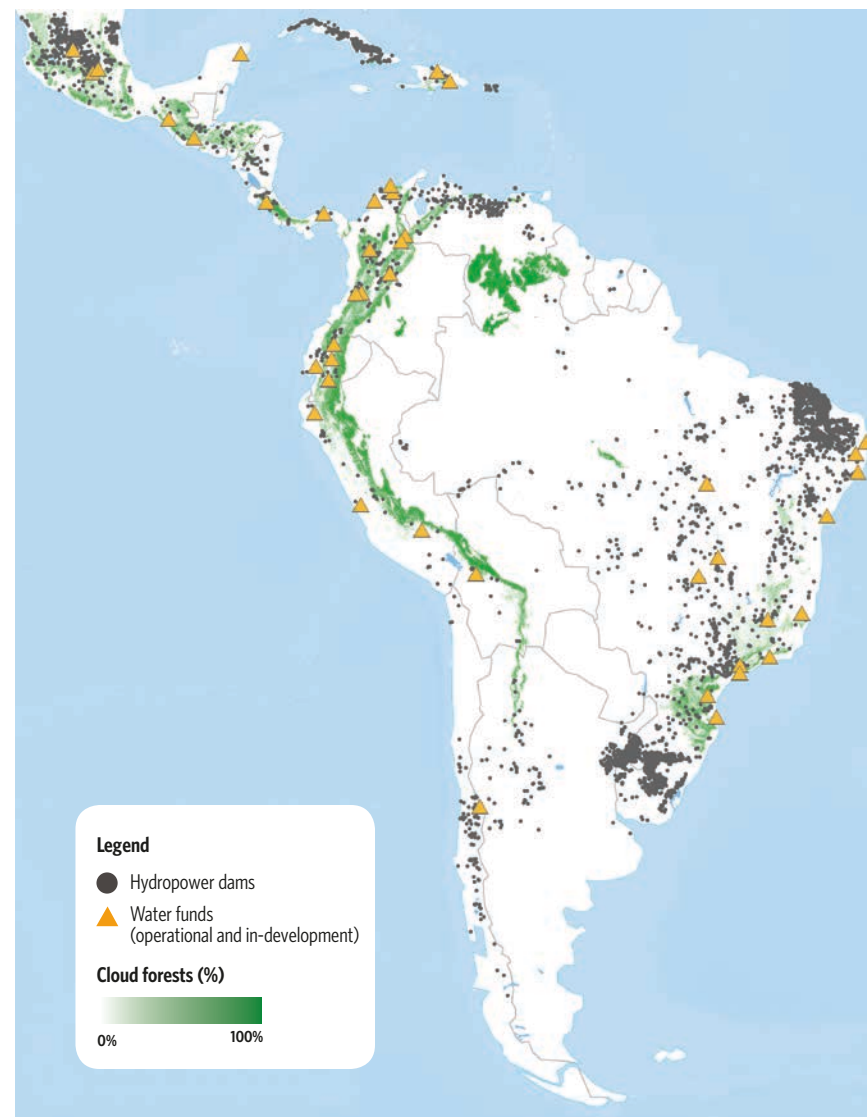 Legend
Hydropower dams
Water funds
(operational and in-development)
Cloud forests (%)
0%
100%